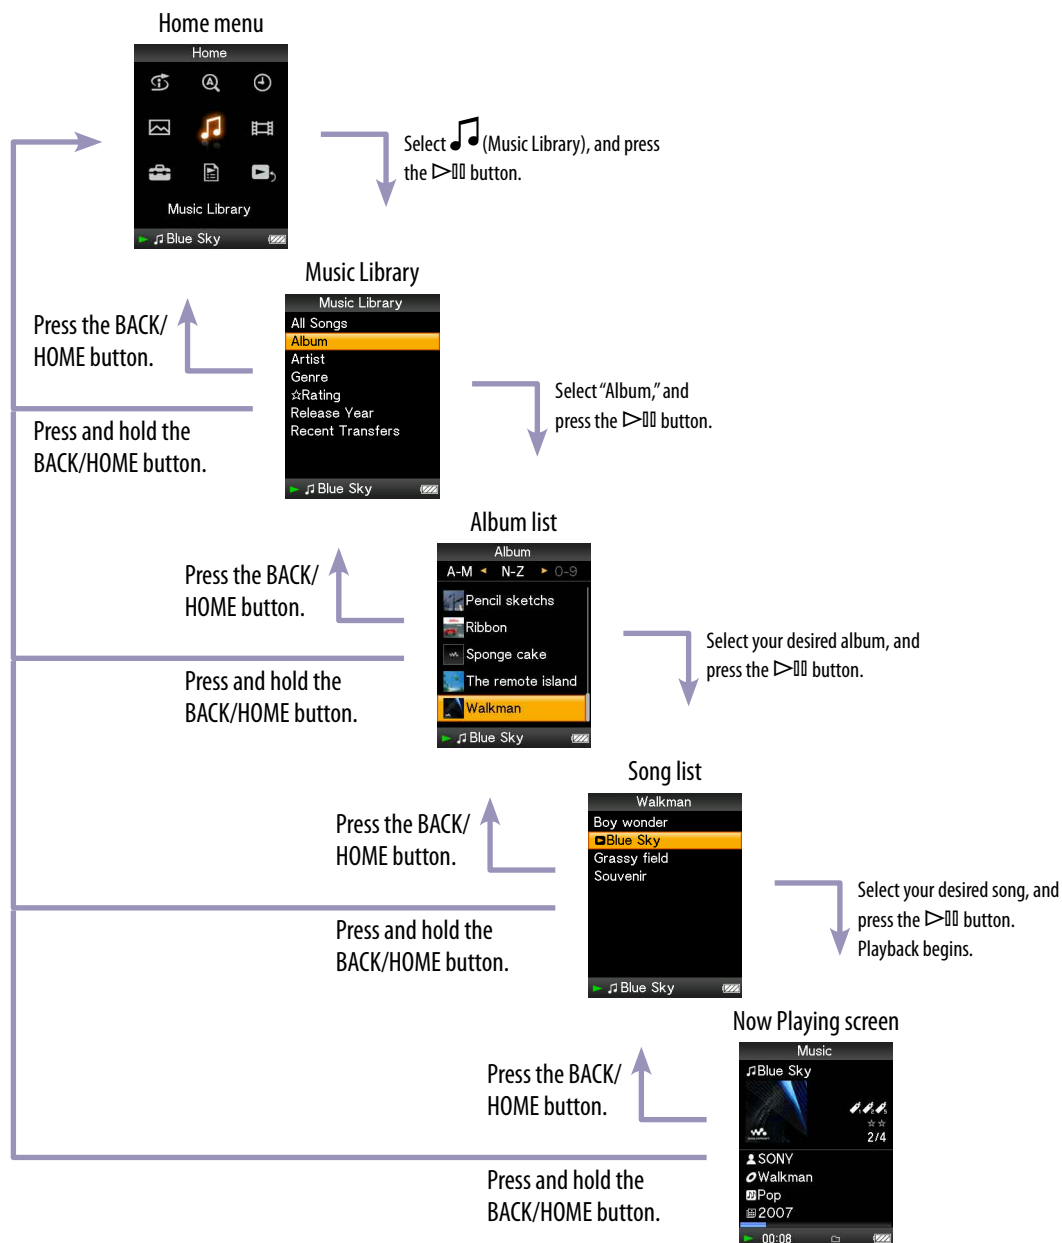 Home menu
Home
Music Library
Blue Sky
Select (Music Library), and press
the button.
Music Library
Music Library
All Songs
Album
Artist
Genre
☆Rating
Release Year
Recent Transfers
Blue Sky
Press the BACK/
HOME button.
Press and hold the
BACK/HOME button.
Select “Album,” and
press the button.
Album list
Album
A-M N-Z 0-9
Pencil sketchs
Ribbon
Sponge cake
The remote island
Walkman
Blue Sky
Press the BACK/
HOME button.
Press and hold the
BACK/HOME button.
Select your desired album, and
press the button.
Song list
Walkman
Boy wonder
Blue Sky
Grassy field
Souvenir
Blue Sky
Press the BACK/
HOME button.
Press and hold the
BACK/HOME button.
Select your desired song, and
press the button.
Playback begins.
Now Playing screen
Music
Blue Sky
☆☆
2/4
SONY
Walkman
Pop
2007
00:08
Press the BACK/
HOME button.
Press and hold the
BACK/HOME button.